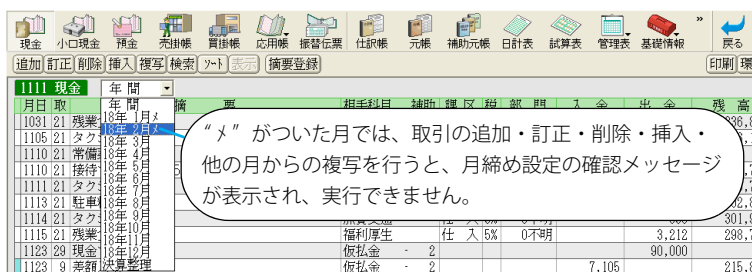 現金 小口現金 預金 売掛帳 買掛帳 応用帳 振替伝票 仕訳帳 元帳 補助元帳 日計表 試算表 管理表 基礎情報 » 戻る
追加 訂正 削除 挿入 複写 検索 ソート 表示 摘要登録 印刷 環
1111 現金 年 間
月日 取 摘 要 相手科目 補助 課 区 税 部 門 入 金 出 金 残 高
年 間
18年 1月〆
18年 2月〆
18年 3月
18年 4月
18年 5月
18年 6月
18年 7月
18年 8月
18年 9月
18年10月
18年11月
18年12月
決算整理
1031 21 残業
1105 21 タク
1110 21 常備
1110 21 接待
1111 21 タク
1113 21 駐車
1114 21 タク
1115 21 残業 福利厚生 仕 入 5% 0不明 3,212 298,7
1123 29 現金 仮払金 - 2 90,000
1123 9 差額 仮払金 - 2 7,105 215,
“〆” がついた月では、取引の追加・訂正・削除・挿入・
他の月からの複写を行うと、月締め設定の確認メッセージ
が表示され、実行できません。